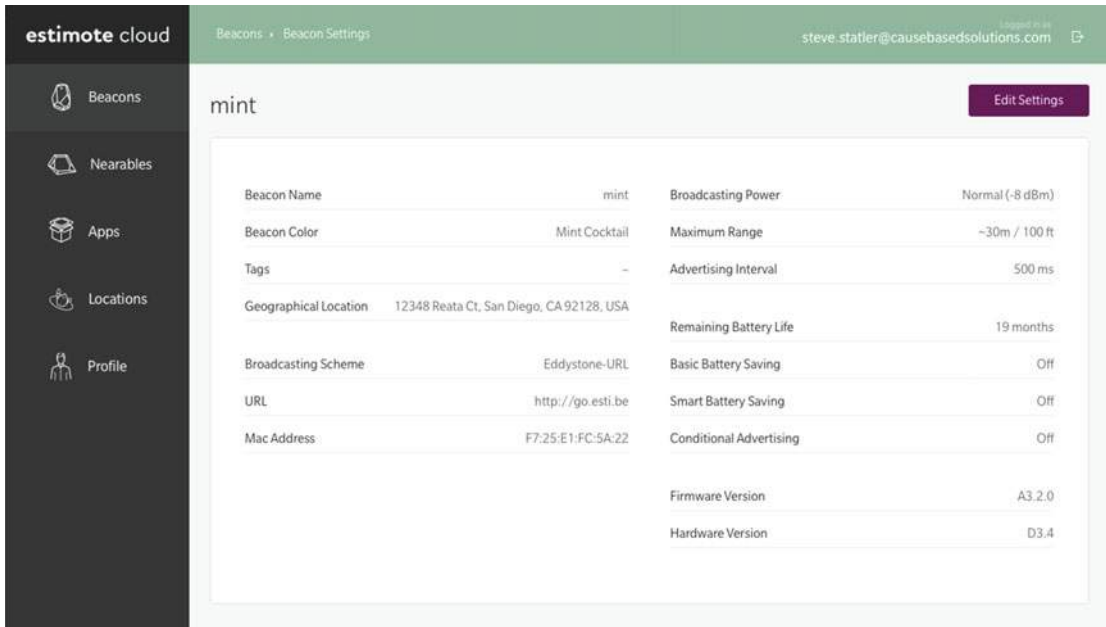 estimote cloud
Beacons › Beacon Settings
Logged in as
steve.statler@causebasedsolutions.com
Beacons
Nearables
Apps
Locations
Profile
mint
Edit Settings
Beacon Name mint
Beacon Color Mint Cocktail
Tags –
Geographical Location 12348 Reata Ct, San Diego, CA 92128, USA
Broadcasting Scheme Eddystone-URL
URL http://go.esti.be
Mac Address F7:25:E1:FC:5A:22
Broadcasting Power Normal (-8 dBm)
Maximum Range ~30m / 100 ft
Advertising Interval 500 ms
Remaining Battery Life 19 months
Basic Battery Saving Off
Smart Battery Saving Off
Conditional Advertising Off
Firmware Version A3.2.0
Hardware Version D3.4